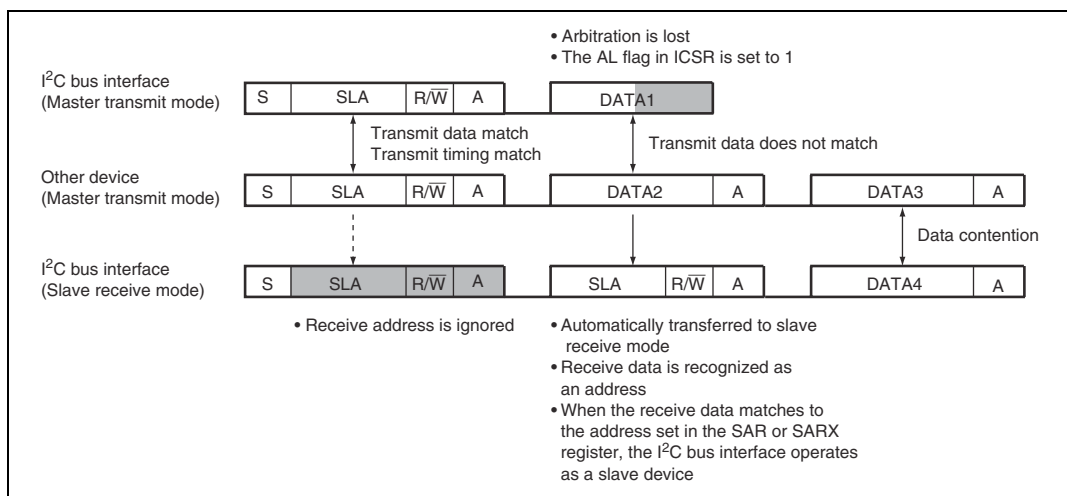 • Arbitration is lost
• The AL flag in ICSR is set to 1
I²C bus interface
(Master transmit mode)
S SLA R/W̅ A DATA1
Transmit data match
Transmit timing match
Transmit data does not match
Other device
(Master transmit mode)
S SLA R/W̅ A DATA2 A DATA3 A
Data contention
I²C bus interface
(Slave receive mode)
S SLA R/W̅ A SLA R/W̅ A DATA4 A
• Receive address is ignored
• Automatically transferred to slave
receive mode
• Receive data is recognized as
an address
• When the receive data matches to
the address set in the SAR or SARX
register, the I²C bus interface operates
as a slave device